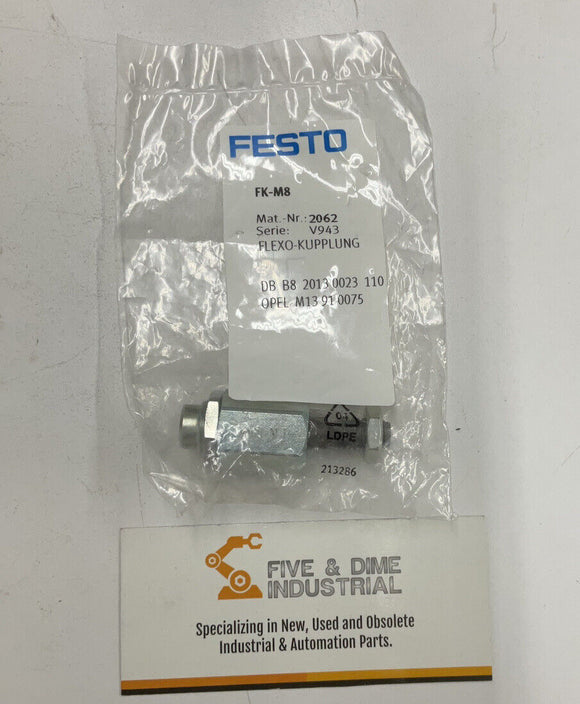 FESTO
FK-M8
Mat.-Nr.: 2062
Serie: V943
FLEXO-KUPPLUNG
DB B8 2013 0023 110
OPEL M13 91 0075
04
LDPE
213286
FIVE & DIME
INDUSTRIAL
Specializing in New, Used and Obsolete
Industrial & Automation Parts.